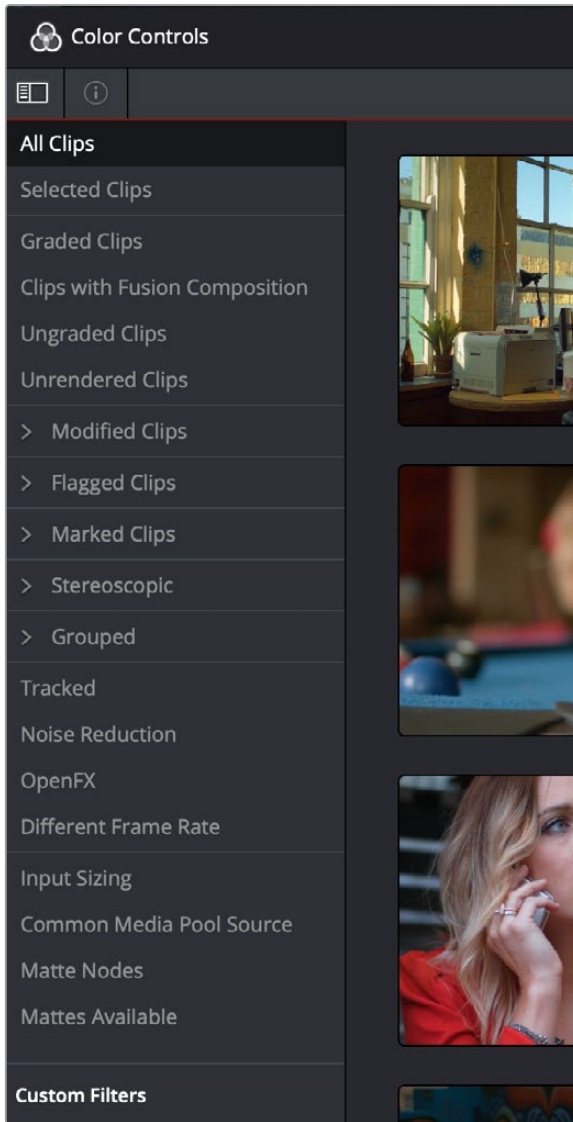 Color Controls
All Clips
Selected Clips
Graded Clips
Clips with Fusion Composition
Ungraded Clips
Unrendered Clips
Modified Clips
Flagged Clips
Marked Clips
Stereoscopic
Grouped
Tracked
Noise Reduction
OpenFX
Different Frame Rate
Input Sizing
Common Media Pool Source
Matte Nodes
Mattes Available
Custom Filters